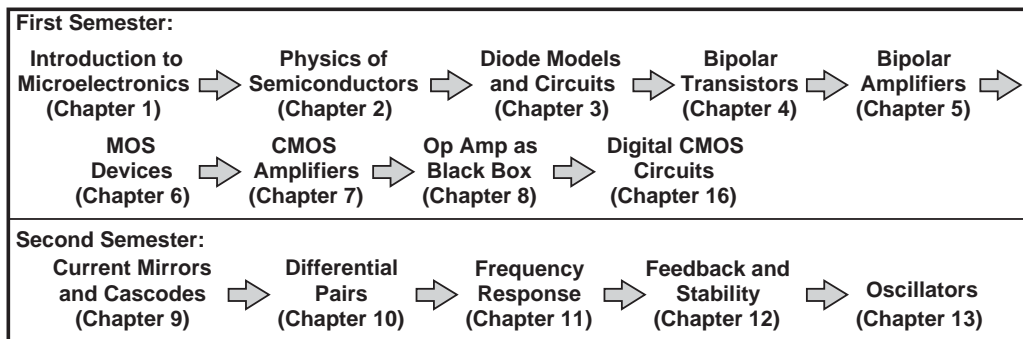 First Semester:
Introduction to Microelectronics (Chapter 1)
Physics of Semiconductors (Chapter 2)
Diode Models and Circuits (Chapter 3)
Bipolar Transistors (Chapter 4)
Bipolar Amplifiers (Chapter 5)
MOS Devices (Chapter 6)
CMOS Amplifiers (Chapter 7)
Op Amp as Black Box (Chapter 8)
Digital CMOS Circuits (Chapter 16)
Second Semester:
Current Mirrors and Cascodes (Chapter 9)
Differential Pairs (Chapter 10)
Frequency Response (Chapter 11)
Feedback and Stability (Chapter 12)
Oscillators (Chapter 13)